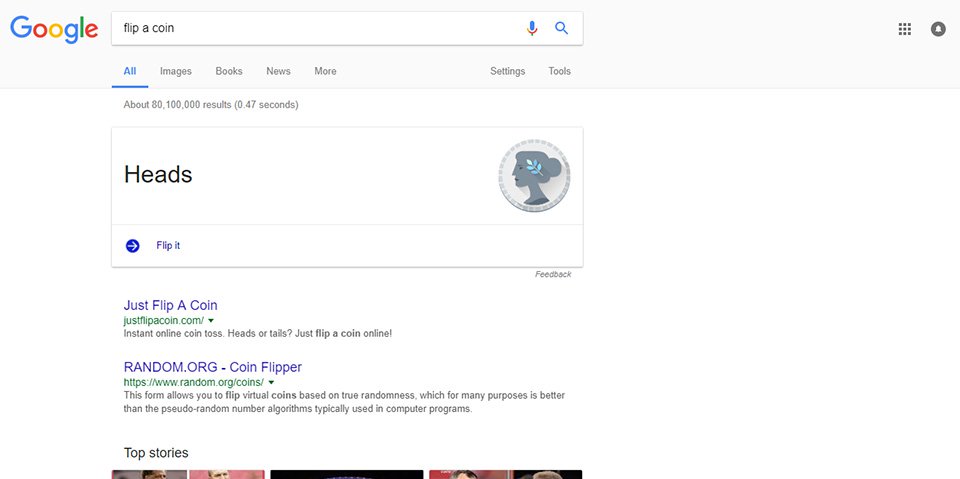 Google
flip a coin
All Images Books News More Settings Tools
About 80,100,000 results (0.47 seconds)
Heads
Flip it
Feedback
Just Flip A Coin
justflipacoin.com/
Instant online coin toss. Heads or tails? Just flip a coin online!
RANDOM.ORG - Coin Flipper
https://www.random.org/coins/
This form allows you to flip virtual coins based on true randomness, which for many purposes is better
than the pseudo-random number algorithms typically used in computer programs.
Top stories